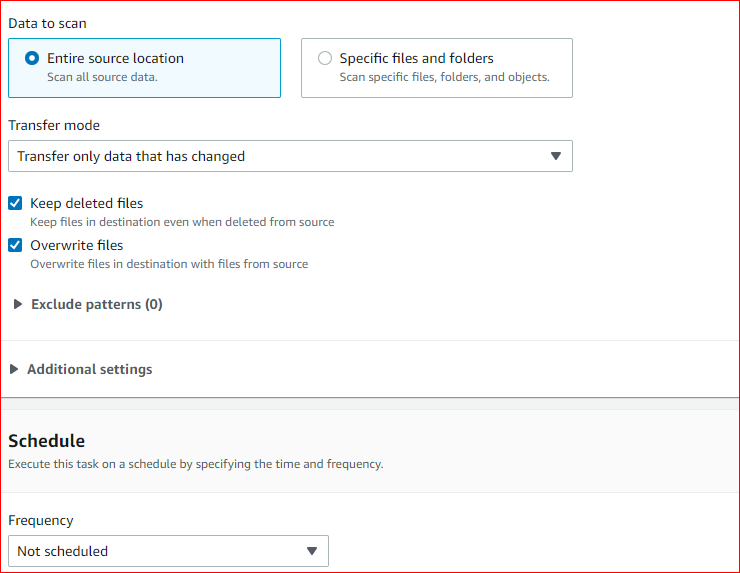 Data to scan
Entire source location
Scan all source data.
Specific files and folders
Scan specific files, folders, and objects.
Transfer mode
Transfer only data that has changed
Keep deleted files
Keep files in destination even when deleted from source
Overwrite files
Overwrite files in destination with files from source
Exclude patterns (0)
Additional settings
Schedule
Execute this task on a schedule by specifying the time and frequency.
Frequency
Not scheduled